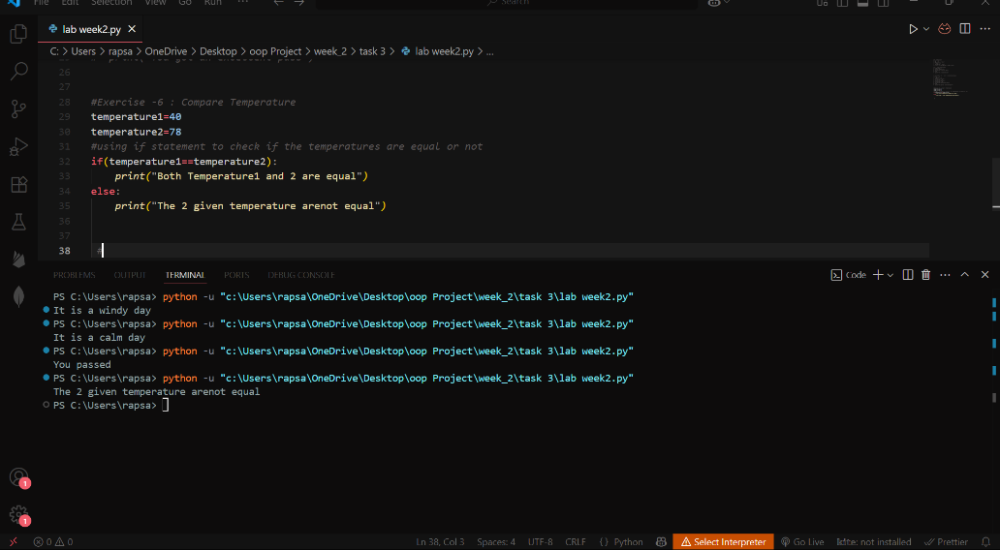 File Edit Selection View Go Run ... Search
lab week2.py
C: > Users > rapsa > OneDrive > Desktop > oop Project > week_2 > task 3 > lab week2.py > ...
26
27
28 #Exercise -6 : Compare Temperature
29 temperature1=40
30 temperature2=78
31 #using if statement to check if the temperatures are equal or not
32 if(temperature1==temperature2):
33 print("Both Temperature1 and 2 are equal")
34 else:
35 print("The 2 given temperature arenot equal")
36
37
38 #
PROBLEMS OUTPUT TERMINAL PORTS DEBUG CONSOLE Code
PS C:\Users\rapsa> python -u "c:\Users\rapsa\OneDrive\Desktop\oop Project\week_2\task 3\lab week2.py"
It is a windy day
PS C:\Users\rapsa> python -u "c:\Users\rapsa\OneDrive\Desktop\oop Project\week_2\task 3\lab week2.py"
It is a calm day
PS C:\Users\rapsa> python -u "c:\Users\rapsa\OneDrive\Desktop\oop Project\week_2\task 3\lab week2.py"
You passed
PS C:\Users\rapsa> python -u "c:\Users\rapsa\OneDrive\Desktop\oop Project\week_2\task 3\lab week2.py"
The 2 given temperature arenot equal
PS C:\Users\rapsa>
1
1
0 0 Ln 38, Col 3 Spaces: 4 UTF-8 CRLF {} Python Select Interpreter Go Live not installed Prettier